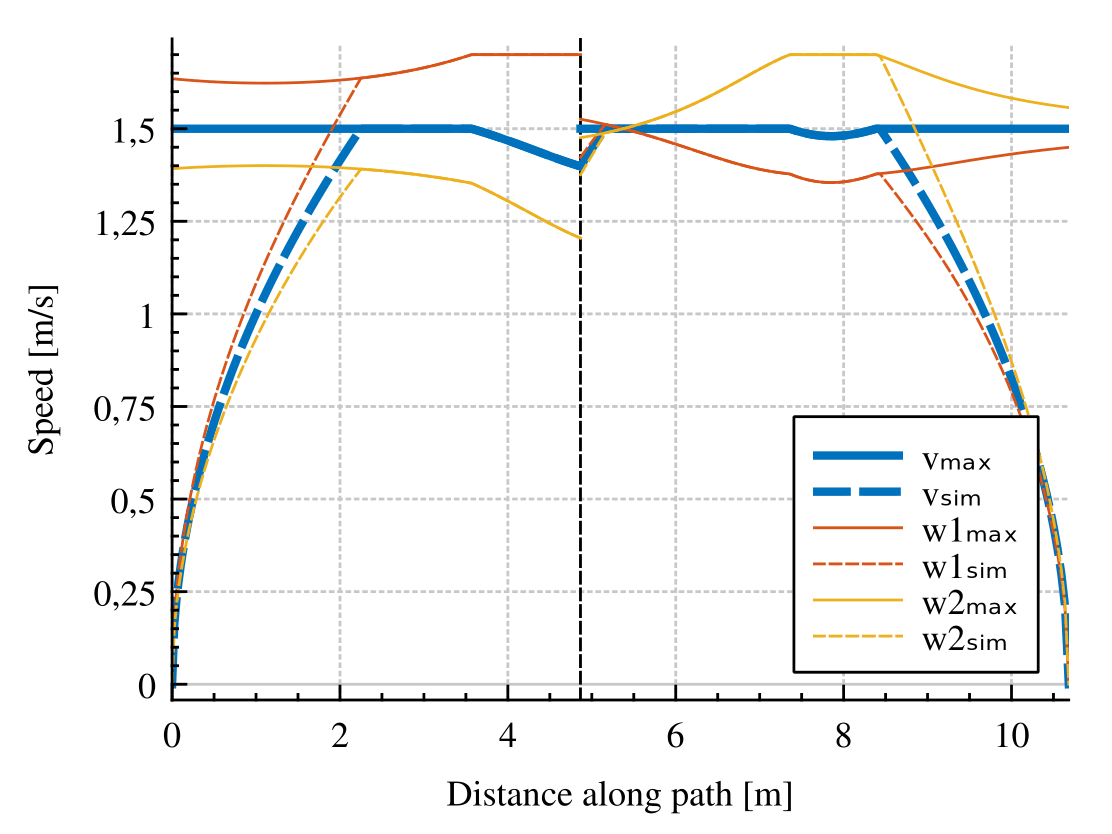 Speed [m/s]
1,5
1,25
1
0,75
0,5
0,25
0
0 2 4 6 8 10
Distance along path [m]
vmax
vsim
w1max
w1sim
w2max
w2sim